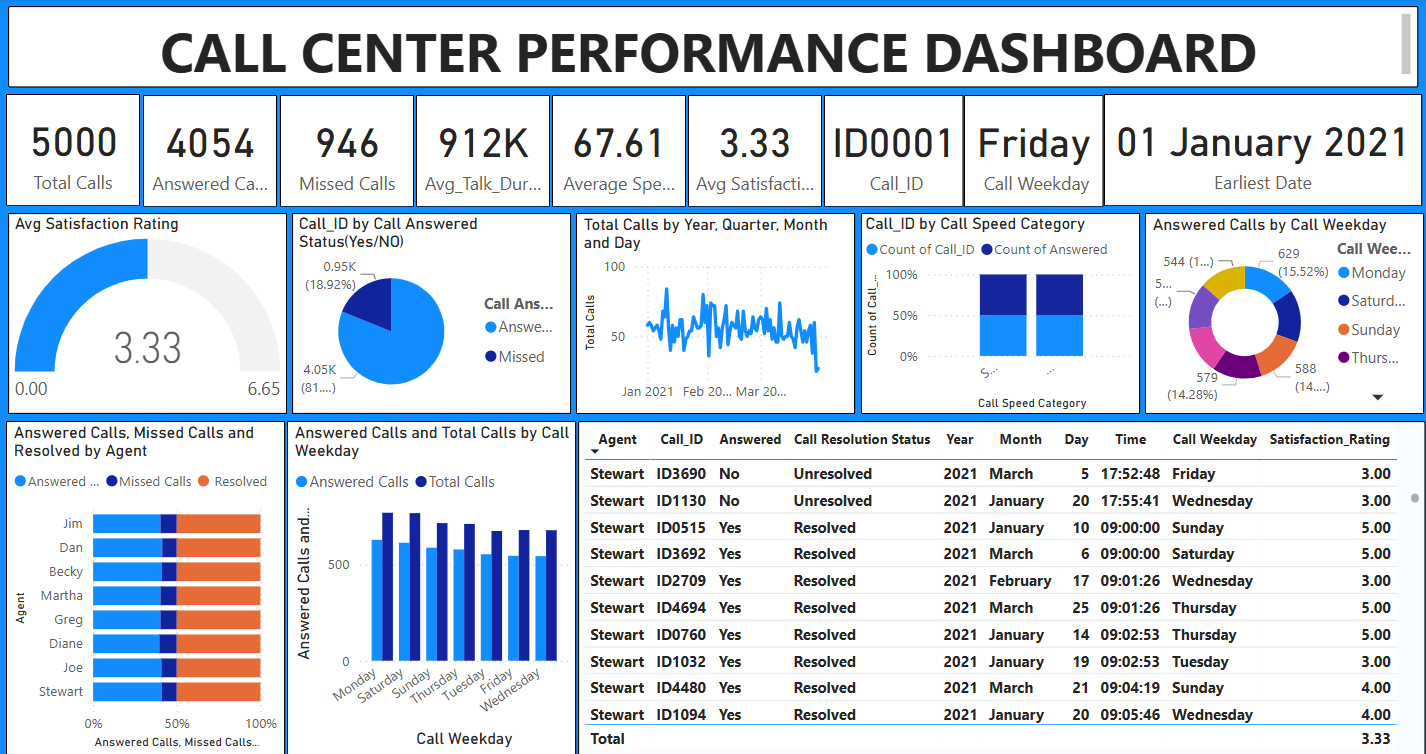 CALL CENTER PERFORMANCE DASHBOARD
5000
Total Calls
4054
Answered Ca...
946
Missed Calls
912K
Avg_Talk_Dur...
67.61
Average Spe...
3.33
Avg Satisfacti...
ID0001
Call_ID
Friday
Call Weekday
01 January 2021
Earliest Date
Avg Satisfaction Rating
3.33
0.00
6.65
Call_ID by Call Answered
Status(Yes/NO)
0.95K
(18.92%)
4.05K
(81....)
Call Ans...
Answe...
Missed
Total Calls by Year, Quarter, Month
and Day
Total Calls
100
50
Jan 2021 Feb 20... Mar 20...
Call_ID by Call Speed Category
Count of Call_ID Count of Answered
Count of Call_...
100%
50%
0%
S... ...
Call Speed Category
Answered Calls by Call Weekday
544 (1...)
629
(15.52%)
5...
(...)
579
(14.28%)
588
(14....)
Call Wee...
Monday
Saturd...
Sunday
Thurs...
Answered Calls, Missed Calls and
Resolved by Agent
Answered ... Missed Calls Resolved
Agent
Jim
Dan
Becky
Martha
Greg
Diane
Joe
Stewart
0% 50% 100%
Answered Calls, Missed Calls...
Answered Calls and Total Calls by Call
Weekday
Answered Calls Total Calls
Answered Calls and...
500
0
Monday
Saturday
Sunday
Thursday
Tuesday
Friday
Wednesday
Call Weekday
Agent Call_ID Answered Call Resolution Status Year Month Day Time Call Weekday Satisfaction_Rating
Stewart ID3690 No Unresolved 2021 March 5 17:52:48 Friday 3.00
Stewart ID1130 No Unresolved 2021 January 20 17:55:41 Wednesday 3.00
Stewart ID0515 Yes Resolved 2021 January 10 09:00:00 Sunday 5.00
Stewart ID3692 Yes Resolved 2021 March 6 09:00:00 Saturday 5.00
Stewart ID2709 Yes Resolved 2021 February 17 09:01:26 Wednesday 3.00
Stewart ID4694 Yes Resolved 2021 March 25 09:01:26 Thursday 5.00
Stewart ID0760 Yes Resolved 2021 January 14 09:02:53 Thursday 5.00
Stewart ID1032 Yes Resolved 2021 January 19 09:02:53 Tuesday 3.00
Stewart ID4480 Yes Resolved 2021 March 21 09:04:19 Sunday 4.00
Stewart ID1094 Yes Resolved 2021 January 20 09:05:46 Wednesday 4.00
Total 3.33